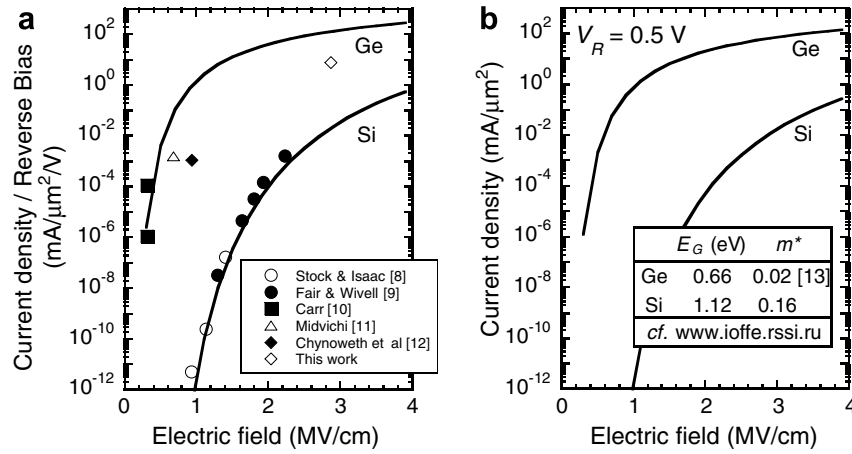 a
Current density / Reverse Bias
(mA/μm²/V)
10²
10⁰
10⁻²
10⁻⁴
10⁻⁶
10⁻⁸
10⁻¹⁰
10⁻¹²
Ge
Si
Stock & Isaac [8]
Fair & Wivell [9]
Carr [10]
Midvichi [11]
Chynoweth et al [12]
This work
0 1 2 3 4
Electric field (MV/cm)
b
Current density (mA/μm²)
10²
10⁰
10⁻²
10⁻⁴
10⁻⁶
10⁻⁸
10⁻¹⁰
10⁻¹²
V_R = 0.5 V
Ge
Si
E_G (eV) m*
Ge 0.66 0.02 [13]
Si 1.12 0.16
cf. www.ioffe.rssi.ru
0 1 2 3 4
Electric field (MV/cm)